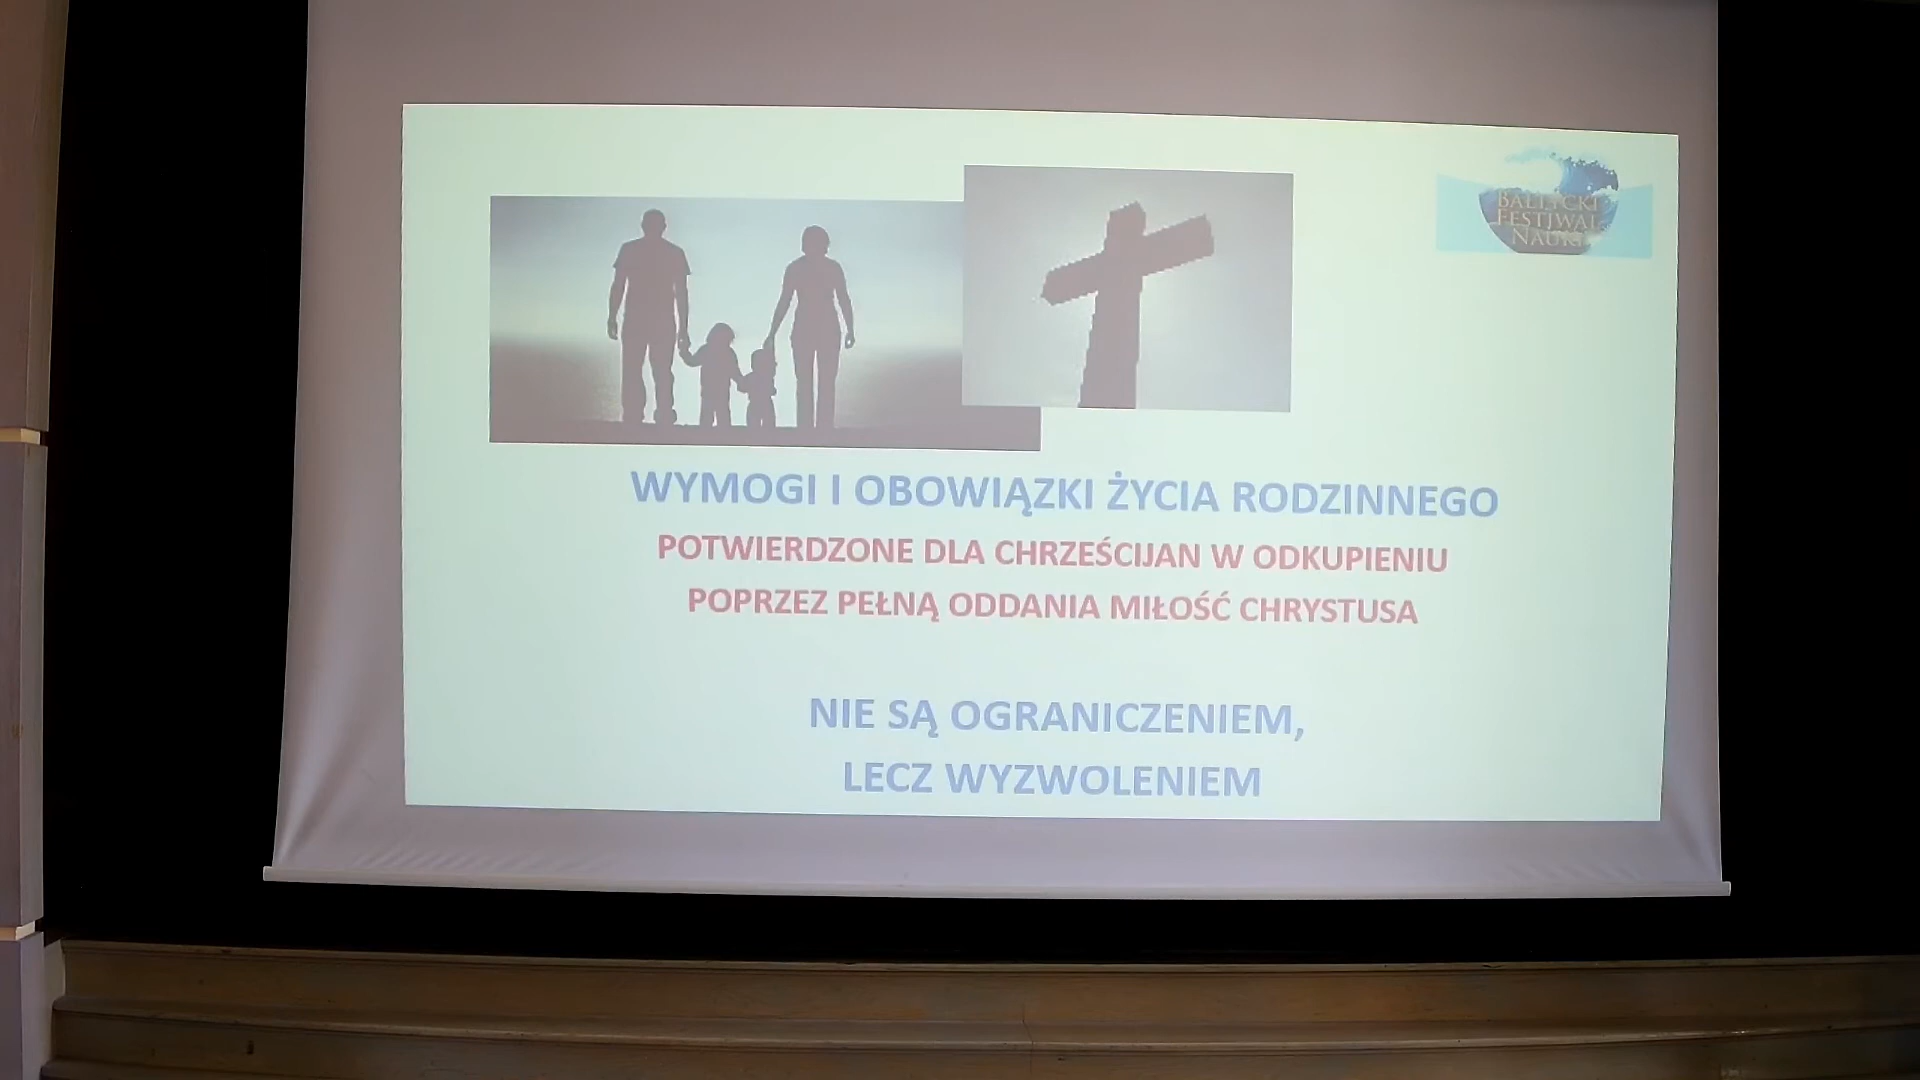 BAŁTYCKI
FESTIWAL
NAUKI
WYMOGI I OBOWIĄZKI ŻYCIA RODZINNEGO
POTWIERDZONE DLA CHRZEŚCIJAN W ODKUPIENIU
POPRZEZ PEŁNĄ ODDANIA MIŁOŚĆ CHRYSTUSA
NIE SĄ OGRANICZENIEM,
LECZ WYZWOLENIEM